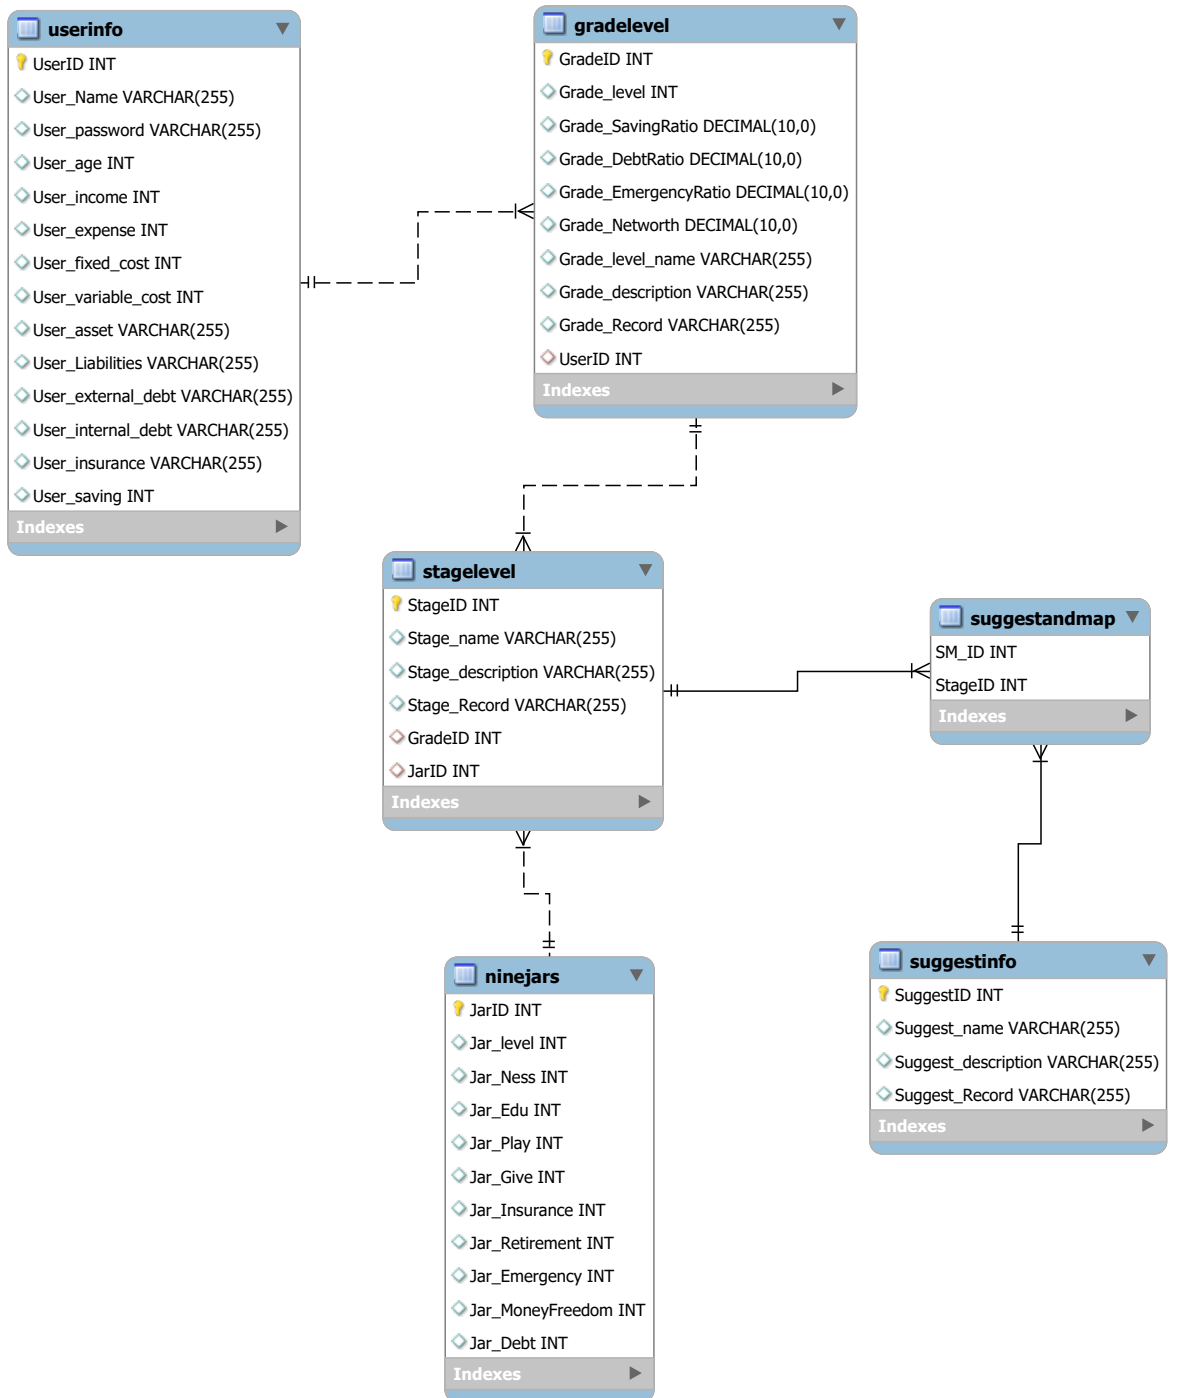 userinfo
UserID INT
User_Name VARCHAR(255)
User_password VARCHAR(255)
User_age INT
User_income INT
User_expense INT
User_fixed_cost INT
User_variable_cost INT
User_asset VARCHAR(255)
User_Liabilities VARCHAR(255)
User_external_debt VARCHAR(255)
User_internal_debt VARCHAR(255)
User_insurance VARCHAR(255)
User_saving INT
Indexes
gradelevel
GradeID INT
Grade_level INT
Grade_SavingRatio DECIMAL(10,0)
Grade_DebtRatio DECIMAL(10,0)
Grade_EmergencyRatio DECIMAL(10,0)
Grade_Networth DECIMAL(10,0)
Grade_level_name VARCHAR(255)
Grade_description VARCHAR(255)
Grade_Record VARCHAR(255)
UserID INT
Indexes
stagelevel
StageID INT
Stage_name VARCHAR(255)
Stage_description VARCHAR(255)
Stage_Record VARCHAR(255)
GradeID INT
JarID INT
Indexes
suggestandmap
SM_ID INT
StageID INT
Indexes
ninejars
JarID INT
Jar_level INT
Jar_Ness INT
Jar_Edu INT
Jar_Play INT
Jar_Give INT
Jar_Insurance INT
Jar_Retirement INT
Jar_Emergency INT
Jar_MoneyFreedom INT
Jar_Debt INT
Indexes
suggestinfo
SuggestID INT
Suggest_name VARCHAR(255)
Suggest_description VARCHAR(255)
Suggest_Record VARCHAR(255)
Indexes